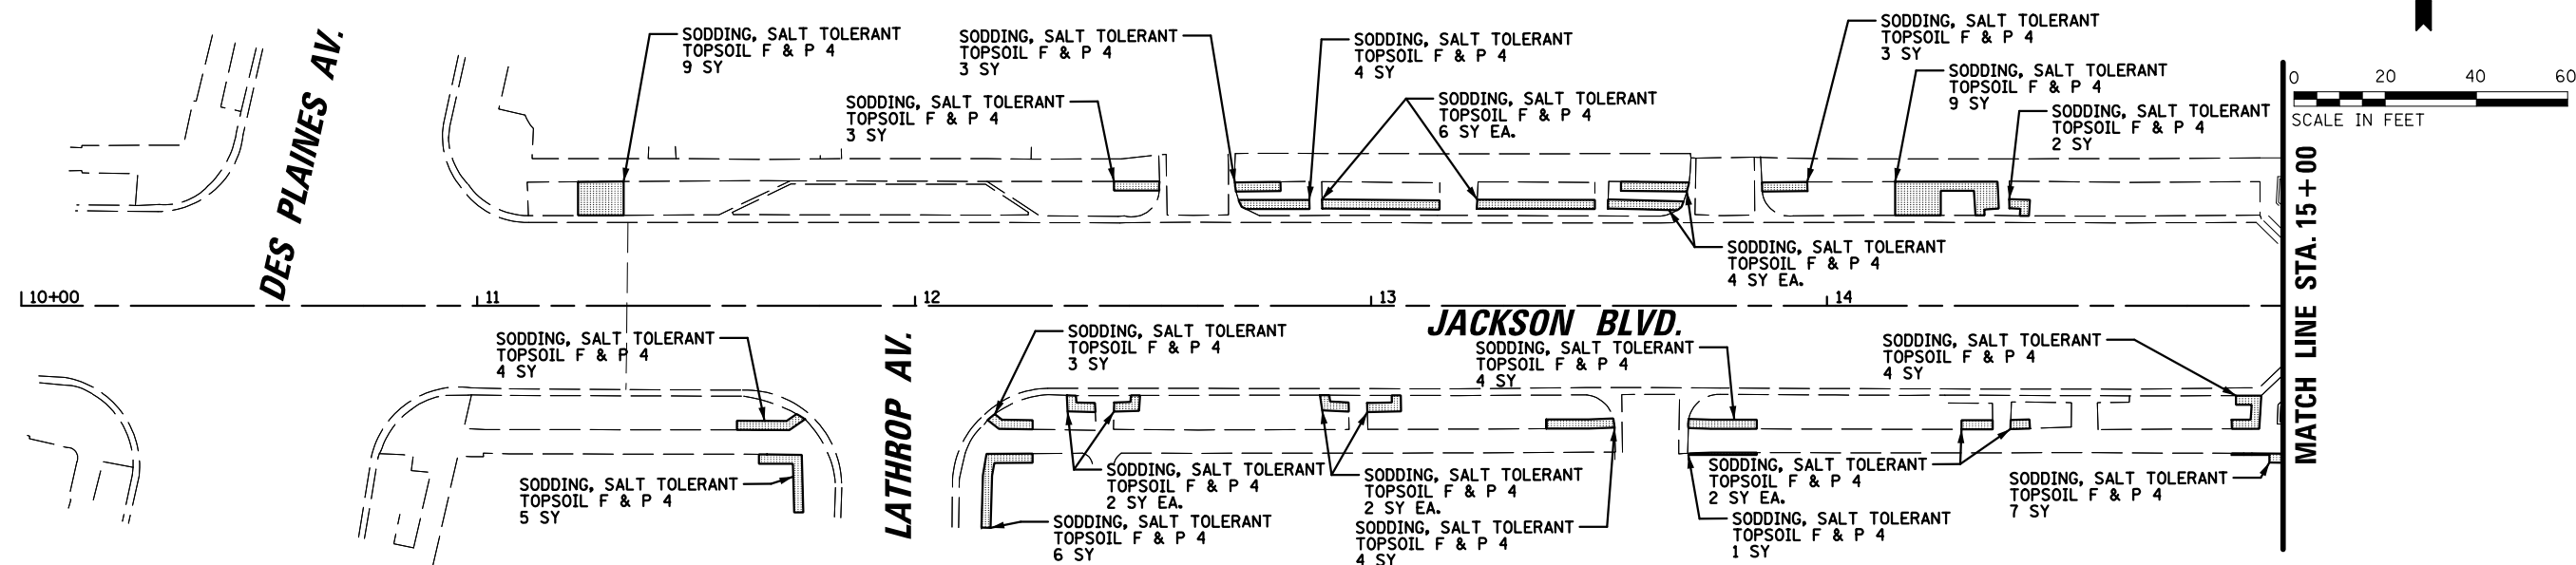 DES PLAINES AV.
SODDING, SALT TOLERANT
TOPSOIL F & P 4
9 SY
SODDING, SALT TOLERANT
TOPSOIL F & P 4
3 SY
SODDING, SALT TOLERANT
TOPSOIL F & P 4
3 SY
SODDING, SALT TOLERANT
TOPSOIL F & P 4
4 SY
SODDING, SALT TOLERANT
TOPSOIL F & P 4
6 SY EA.
SODDING, SALT TOLERANT
TOPSOIL F & P 4
3 SY
SODDING, SALT TOLERANT
TOPSOIL F & P 4
9 SY
SODDING, SALT TOLERANT
TOPSOIL F & P 4
2 SY
0 20 40 60
SCALE IN FEET
SODDING, SALT TOLERANT
TOPSOIL F & P 4
4 SY EA.
MATCH LINE STA. 15+00
10+00 11 12 13 14
JACKSON BLVD.
LATHROP AV.
SODDING, SALT TOLERANT
TOPSOIL F & P 4
4 SY
SODDING, SALT TOLERANT
TOPSOIL F & P 4
3 SY
SODDING, SALT TOLERANT
TOPSOIL F & P 4
4 SY
SODDING, SALT TOLERANT
TOPSOIL F & P 4
4 SY
SODDING, SALT TOLERANT
TOPSOIL F & P 4
5 SY
SODDING, SALT TOLERANT
TOPSOIL F & P 4
2 SY EA.
SODDING, SALT TOLERANT
TOPSOIL F & P 4
6 SY
SODDING, SALT TOLERANT
TOPSOIL F & P 4
2 SY EA.
SODDING, SALT TOLERANT
TOPSOIL F & P 4
4 SY
SODDING, SALT TOLERANT
TOPSOIL F & P 4
2 SY EA.
SODDING, SALT TOLERANT
TOPSOIL F & P 4
1 SY
SODDING, SALT TOLERANT
TOPSOIL F & P 4
7 SY